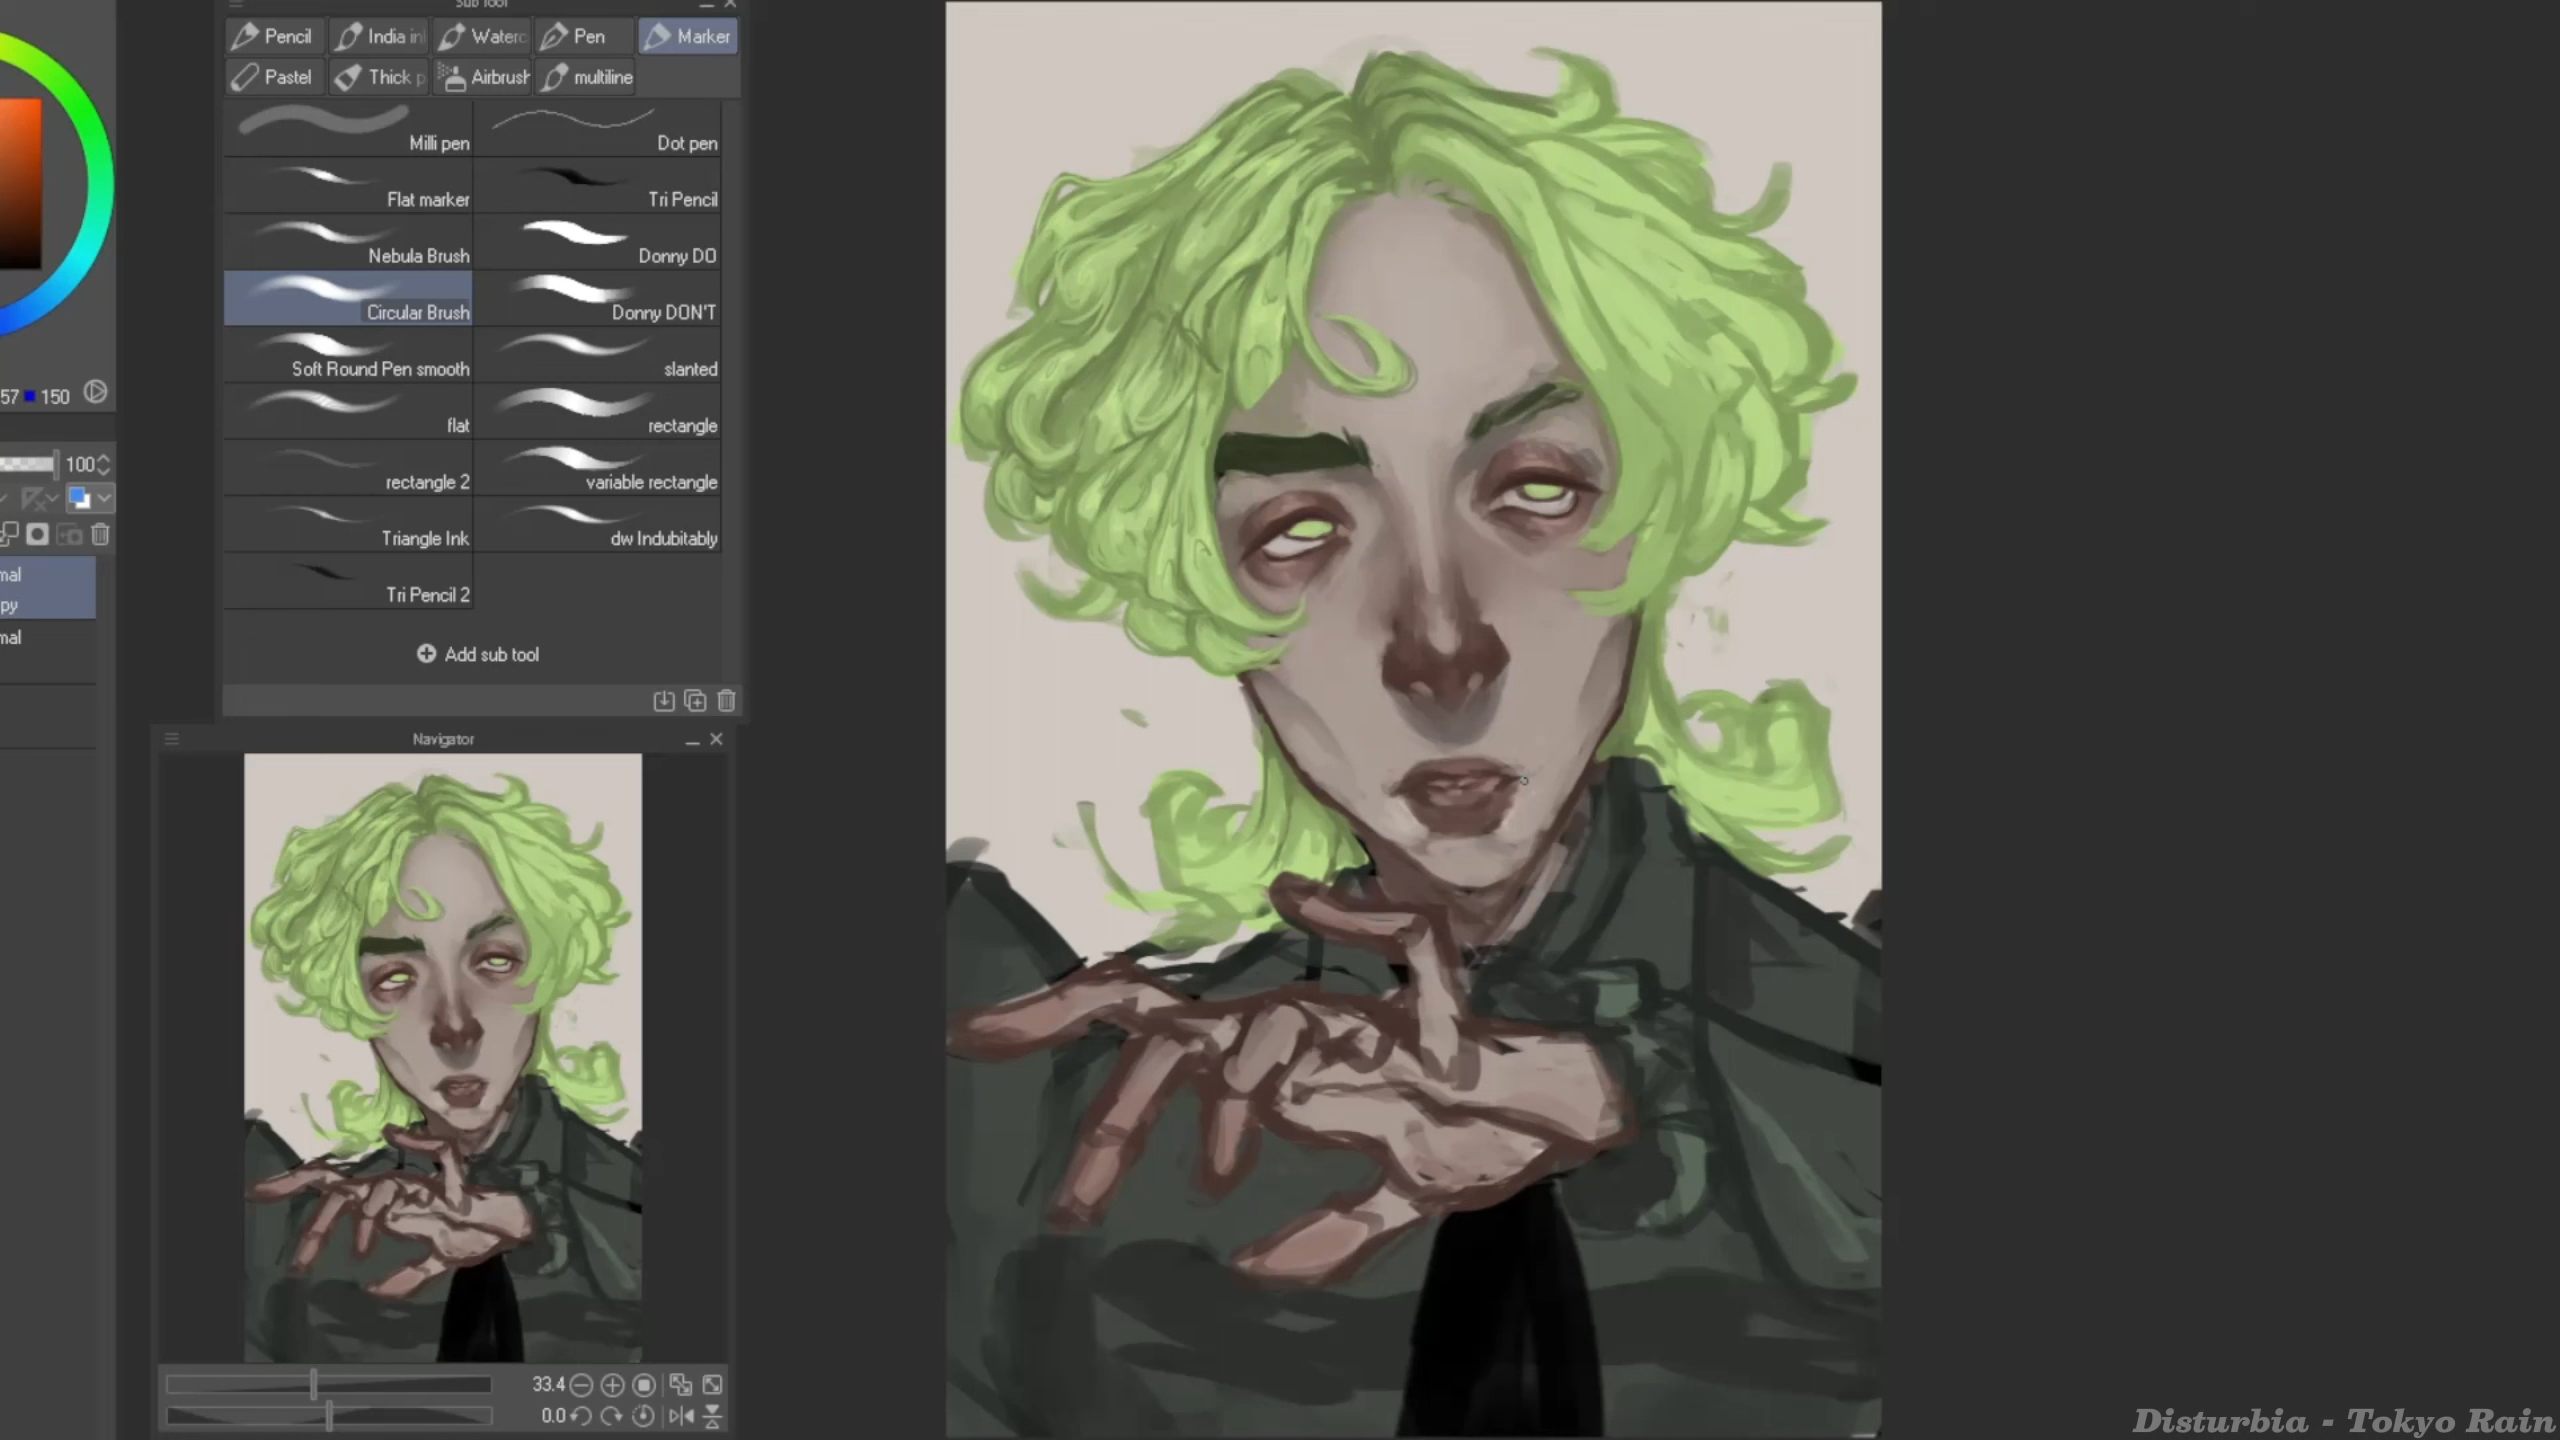 Sub Tool
Pencil
India in
Waterc
Pen
Marker
Pastel
Thick p
Airbrush
multiline
Milli pen
Dot pen
Flat marker
Tri Pencil
Nebula Brush
Donny DO
Circular Brush
Donny DON'T
Soft Round Pen smooth
slanted
flat
rectangle
rectangle 2
variable rectangle
Triangle Ink
dw Indubitably
Tri Pencil 2
Add sub tool
57 150
100
mal
py
mal
Navigator
33.4
0.0
Disturbia - Tokyo Rain